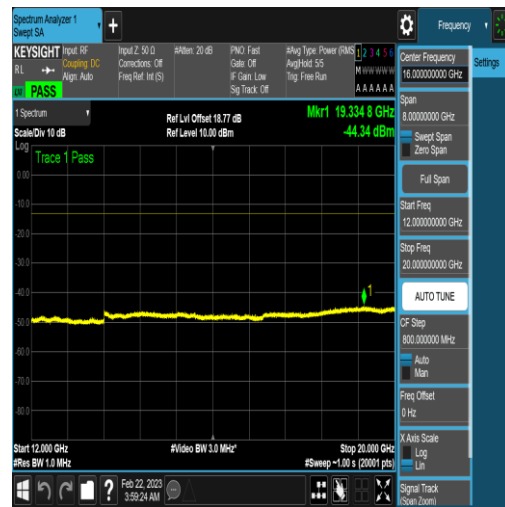 Spectrum Analyzer 1
Swept SA
+
Frequency
KEYSIGHT
RL
Input: RF
Coupling: DC
Align: Auto
Input Z: 50 Ω
Corrections: Off
Freq Ref: Int (S)
#Atten: 20 dB
PNO: Fast
Gate: Off
IF Gain: Low
Sig Track: Off
#Avg Type: Power (RMS
Avg|Hold: 5/5
Trig: Free Run
1 2 3 4 5 6
M W W W W W
A A A A A A
PASS
1 Spectrum
Scale/Div 10 dB
Ref Lvl Offset 18.77 dB
Ref Level 10.00 dBm
Mkr1 19.334 8 GHz
-44.34 dBm
Log
Trace 1 Pass
0.00
-10.0
-20.0
-30.0
-40.0
-50.0
-60.0
-70.0
-80.0
1
Start 12.000 GHz
#Res BW 1.0 MHz
#Video BW 3.0 MHz*
Stop 20.000 GHz
#Sweep ~1.00 s (20001 pts)
?
Feb 22, 2023
3:59:24 AM
Center Frequency
16.000000000 GHz
Settings
Span
8.00000000 GHz
Swept Span
Zero Span
Full Span
Start Freq
12.000000000 GHz
Stop Freq
20.000000000 GHz
AUTO TUNE
CF Step
800.000000 MHz
Auto
Man
Freq Offset
0 Hz
X Axis Scale
Log
Lin
Signal Track
(Span Zoom)